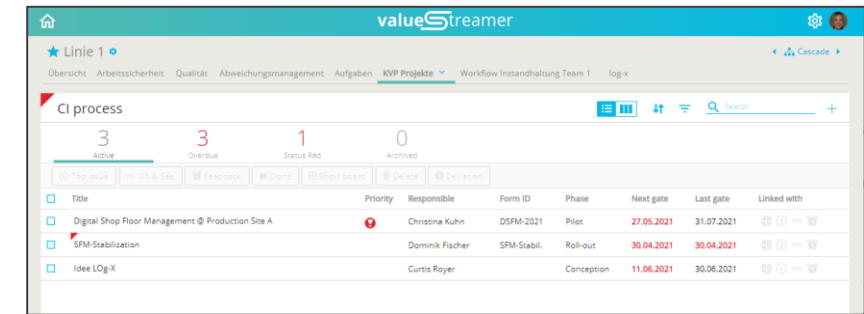 valueStreamer
Linie 1
Cascade
Übersicht Arbeitssicherheit Qualität Abweichungsmanagement Aufgaben KVP Projekte Workflow Instandhaltung Team 1 log-x
CI process
Search
3 3 1 0
Active Overdue Status Red Archived
Top issue Go & See Feedback Clone Show board Delete Deviation
Title Priority Responsible Form ID Phase Next gate Last gate Linked with
Digital Shop Floor Management @ Production Site A Christina Kuhn DSFM-2021 Pilot 27.05.2021 31.07.2021
SFM-Stabilization Dominik Fischer SFM-Stabil. Roll-out 30.04.2021 30.04.2021
Idee LOg-X Curtis Royer Conception 11.06.2021 30.06.2021